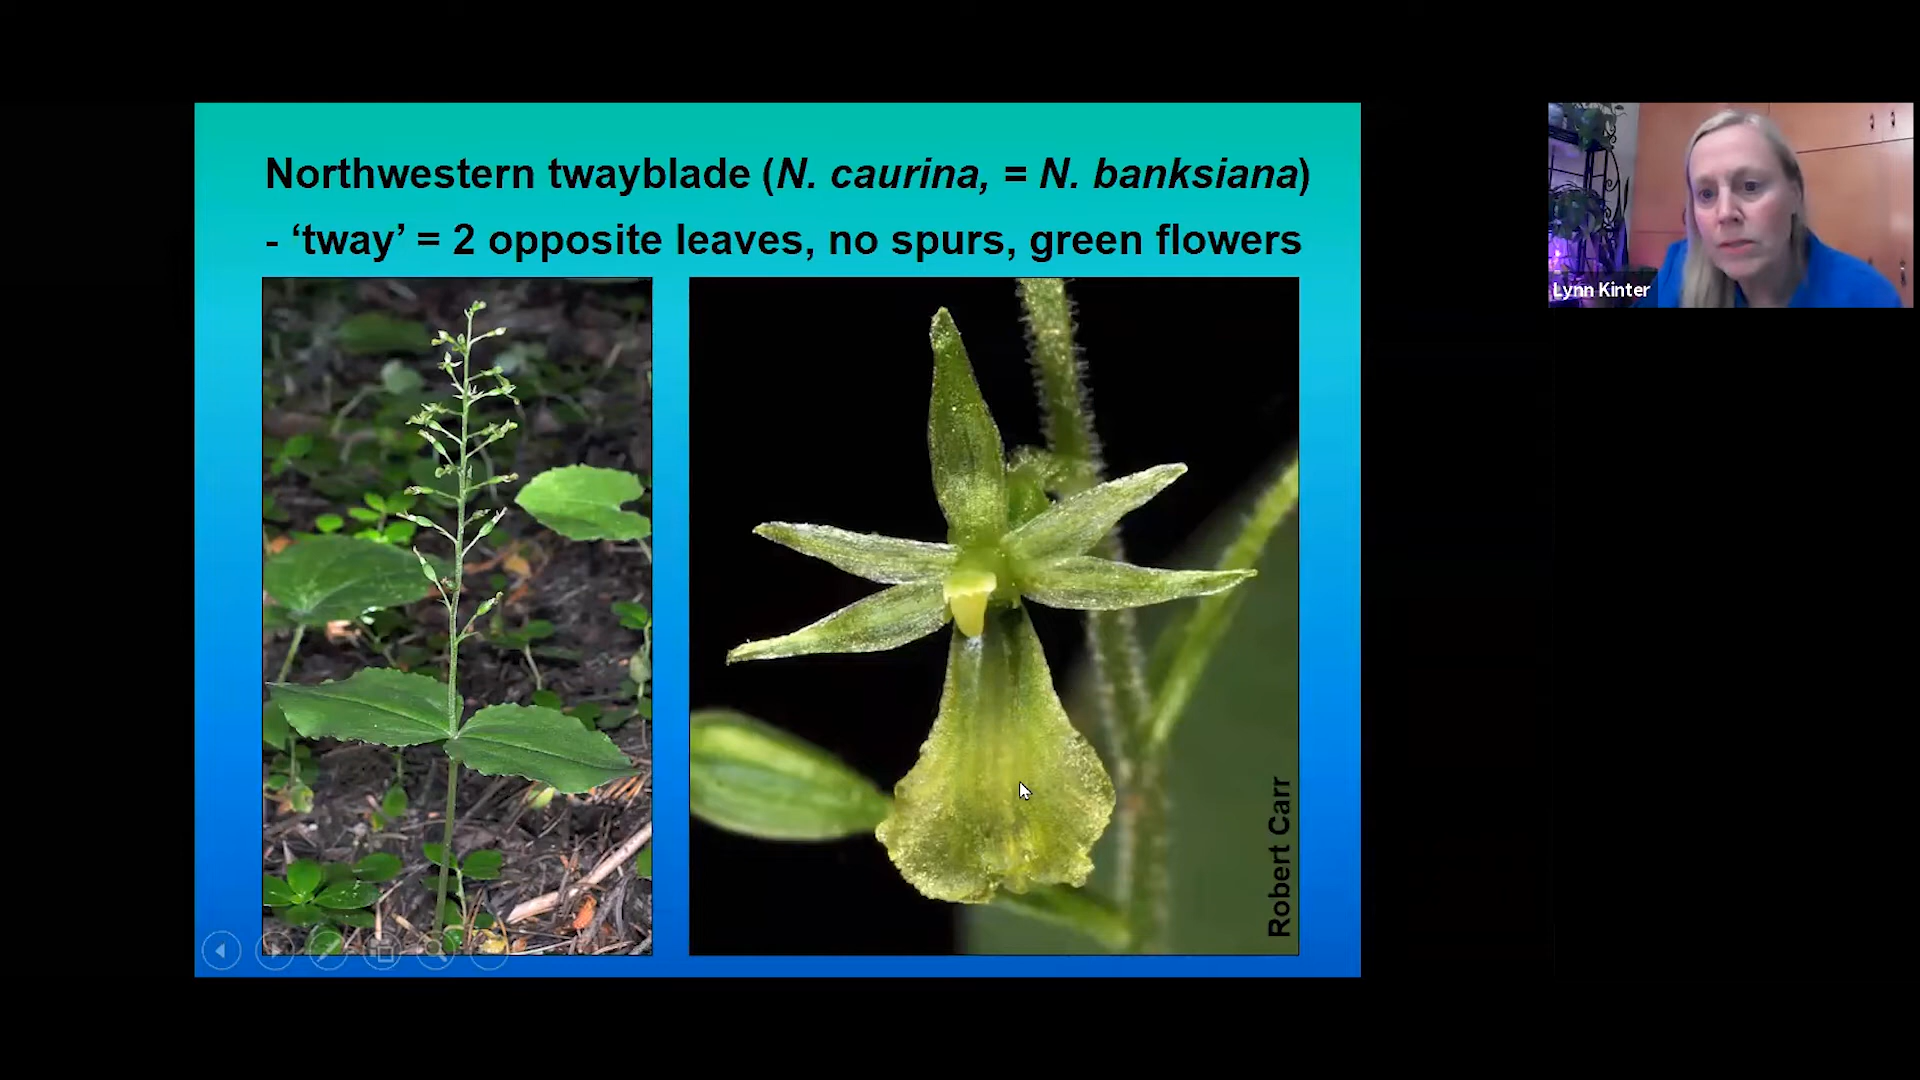 Northwestern twayblade (N. caurina, = N. banksiana)
- ‘tway’ = 2 opposite leaves, no spurs, green flowers
Robert Carr
Lynn Kinter